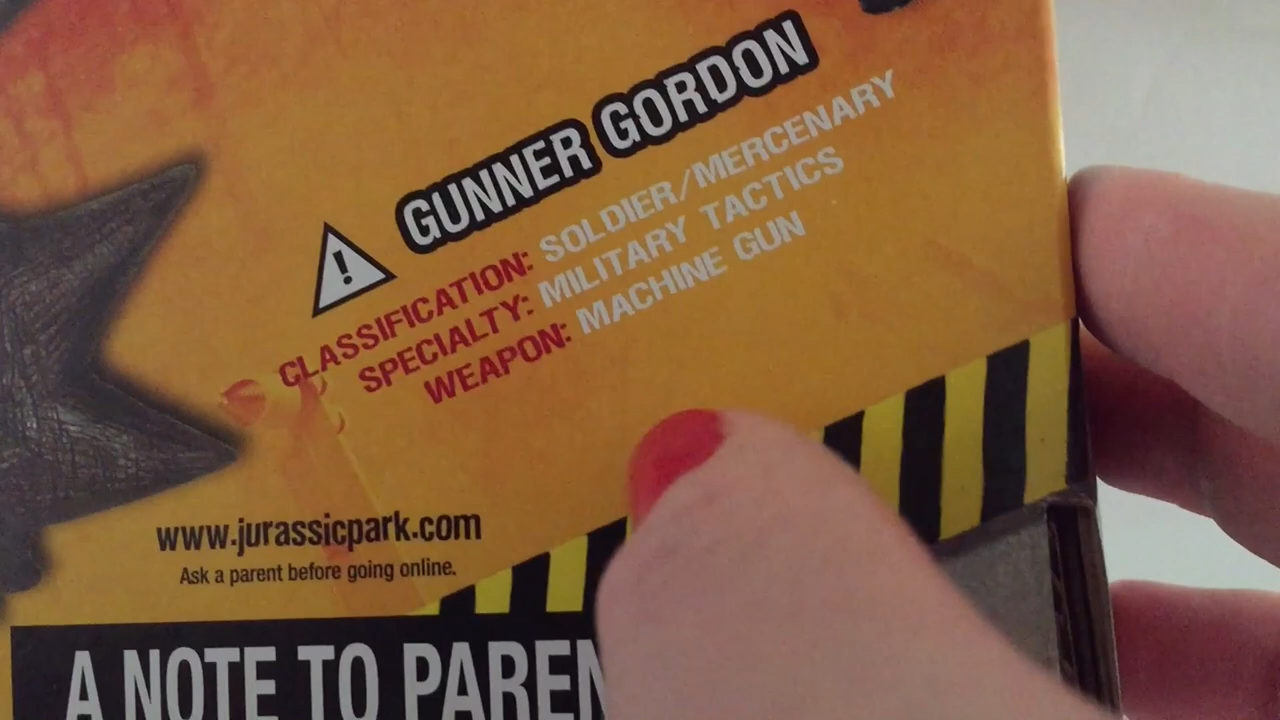 GUNNER GORDON
CLASSIFICATION: SOLDIER/MERCENARY
SPECIALTY: MILITARY TACTICS
WEAPON: MACHINE GUN
www.jurassicpark.com
Ask a parent before going online.
A NOTE TO